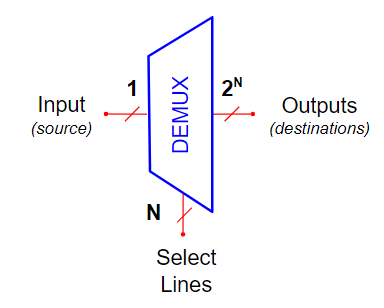 1
2ᴺ
Input
(source)
DEMUX
Outputs
(destinations)
N
Select
Lines